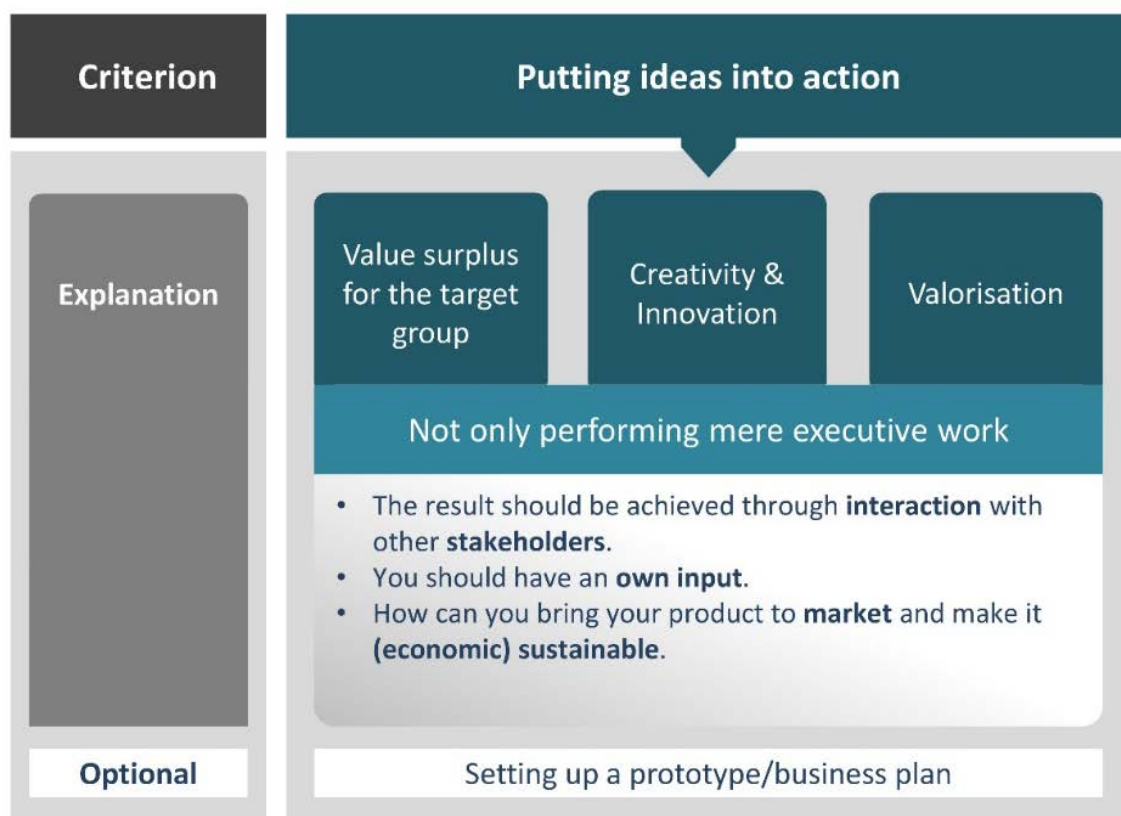 Criterion
Putting ideas into action
Explanation
Value surplus
for the target
group
Creativity &
Innovation
Valorisation
Not only performing mere executive work
• The result should be achieved through interaction with
other stakeholders.
• You should have an own input.
• How can you bring your product to market and make it
(economic) sustainable.
Optional
Setting up a prototype/business plan